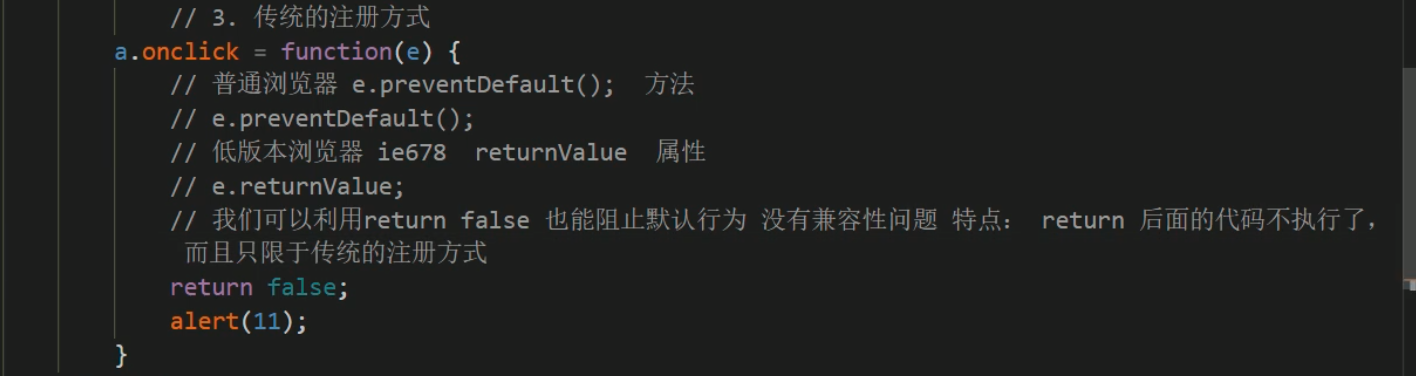 // 3. 传统的注册方式
a.onclick = function(e) {
// 普通浏览器 e.preventDefault();  方法
// e.preventDefault();
// 低版本浏览器 ie678  returnValue  属性
// e.returnValue;
// 我们可以利用return false 也能阻止默认行为 没有兼容性问题 特点： return 后面的代码不执行了，
而且只限于传统的注册方式
return false;
alert(11);
}